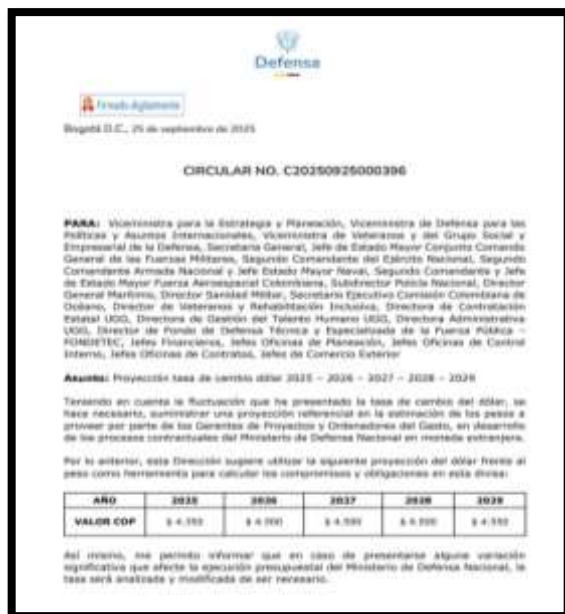 Defensa
Firmado digitalmente
Bogotá D.C., 25 de septiembre de 2025
CIRCULAR NO. C20250925000396
PARA: Viceministra para la Estrategia y Planeación, Viceministra de Defensa para las
Políticas y Asuntos Internacionales, Viceministra de Veteranos y del Grupo Social y
Empresarial de la Defensa, Secretaria General, Jefe de Estado Mayor Conjunto Comando
General de las Fuerzas Militares, Segundo Comandante del Ejército Nacional, Segundo
Comandante Armada Nacional y Jefe Estado Mayor Naval, Segundo Comandante y Jefe
de Estado Mayor Fuerza Aeroespacial Colombiana, Subdirector Policía Nacional, Director
General Marítimo, Director Sanidad Militar, Secretario Ejecutivo Comisión Colombiana de
Océano, Director de Veteranos y Rehabilitación Inclusiva, Directora de Contratación
Estatal UGG, Directora de Gestión del Talento Humano UGG, Directora Administrativa
UGG, Director de Fondo de Defensa Técnica y Especializada de la Fuerza Pública –
FONDETEC, Jefes Financieros, Jefes Oficinas de Planeación, Jefes Oficinas de Control
Interno, Jefes Oficinas de Contratos, Jefes de Comercio Exterior
Asunto: Proyección tasa de cambio dólar 2025 – 2026 – 2027 – 2028 – 2029
Teniendo en cuenta la fluctuación que ha presentado la tasa de cambio del dólar, se
hace necesario, suministrar una proyección referencial en la estimación de los pesos a
proveer por parte de los Gerentes de Proyectos y Ordenadores del Gasto, en desarrollo
de los procesos contractuales del Ministerio de Defensa Nacional en moneda extranjera.
Por lo anterior, esta Dirección sugiere utilizar la siguiente proyección del dólar frente al
peso como herramienta para calcular los compromisos y obligaciones en esta divisa:
AÑO 2025 2026 2027 2028 2029
VALOR COP
Así mismo, me permito informar que en caso de presentarse alguna variación
significativa que afecte la ejecución presupuestal del Ministerio de Defensa Nacional, la
tasa será analizada y modificada de ser necesario.